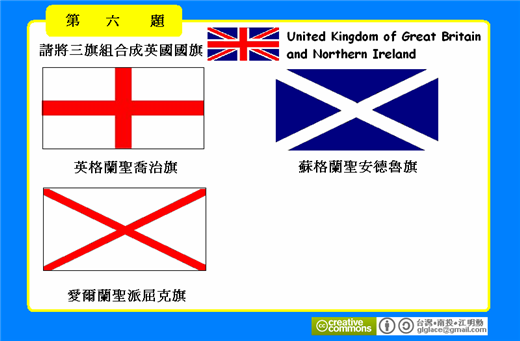 第 六 題
請將三旗組合成英國國旗
United Kingdom of Great Britain
and Northern Ireland
英格蘭聖喬治旗
蘇格蘭聖安德魯旗
愛爾蘭聖派屈克旗
creative
commons
台灣•南投•江明勳
glglace@gmail.com